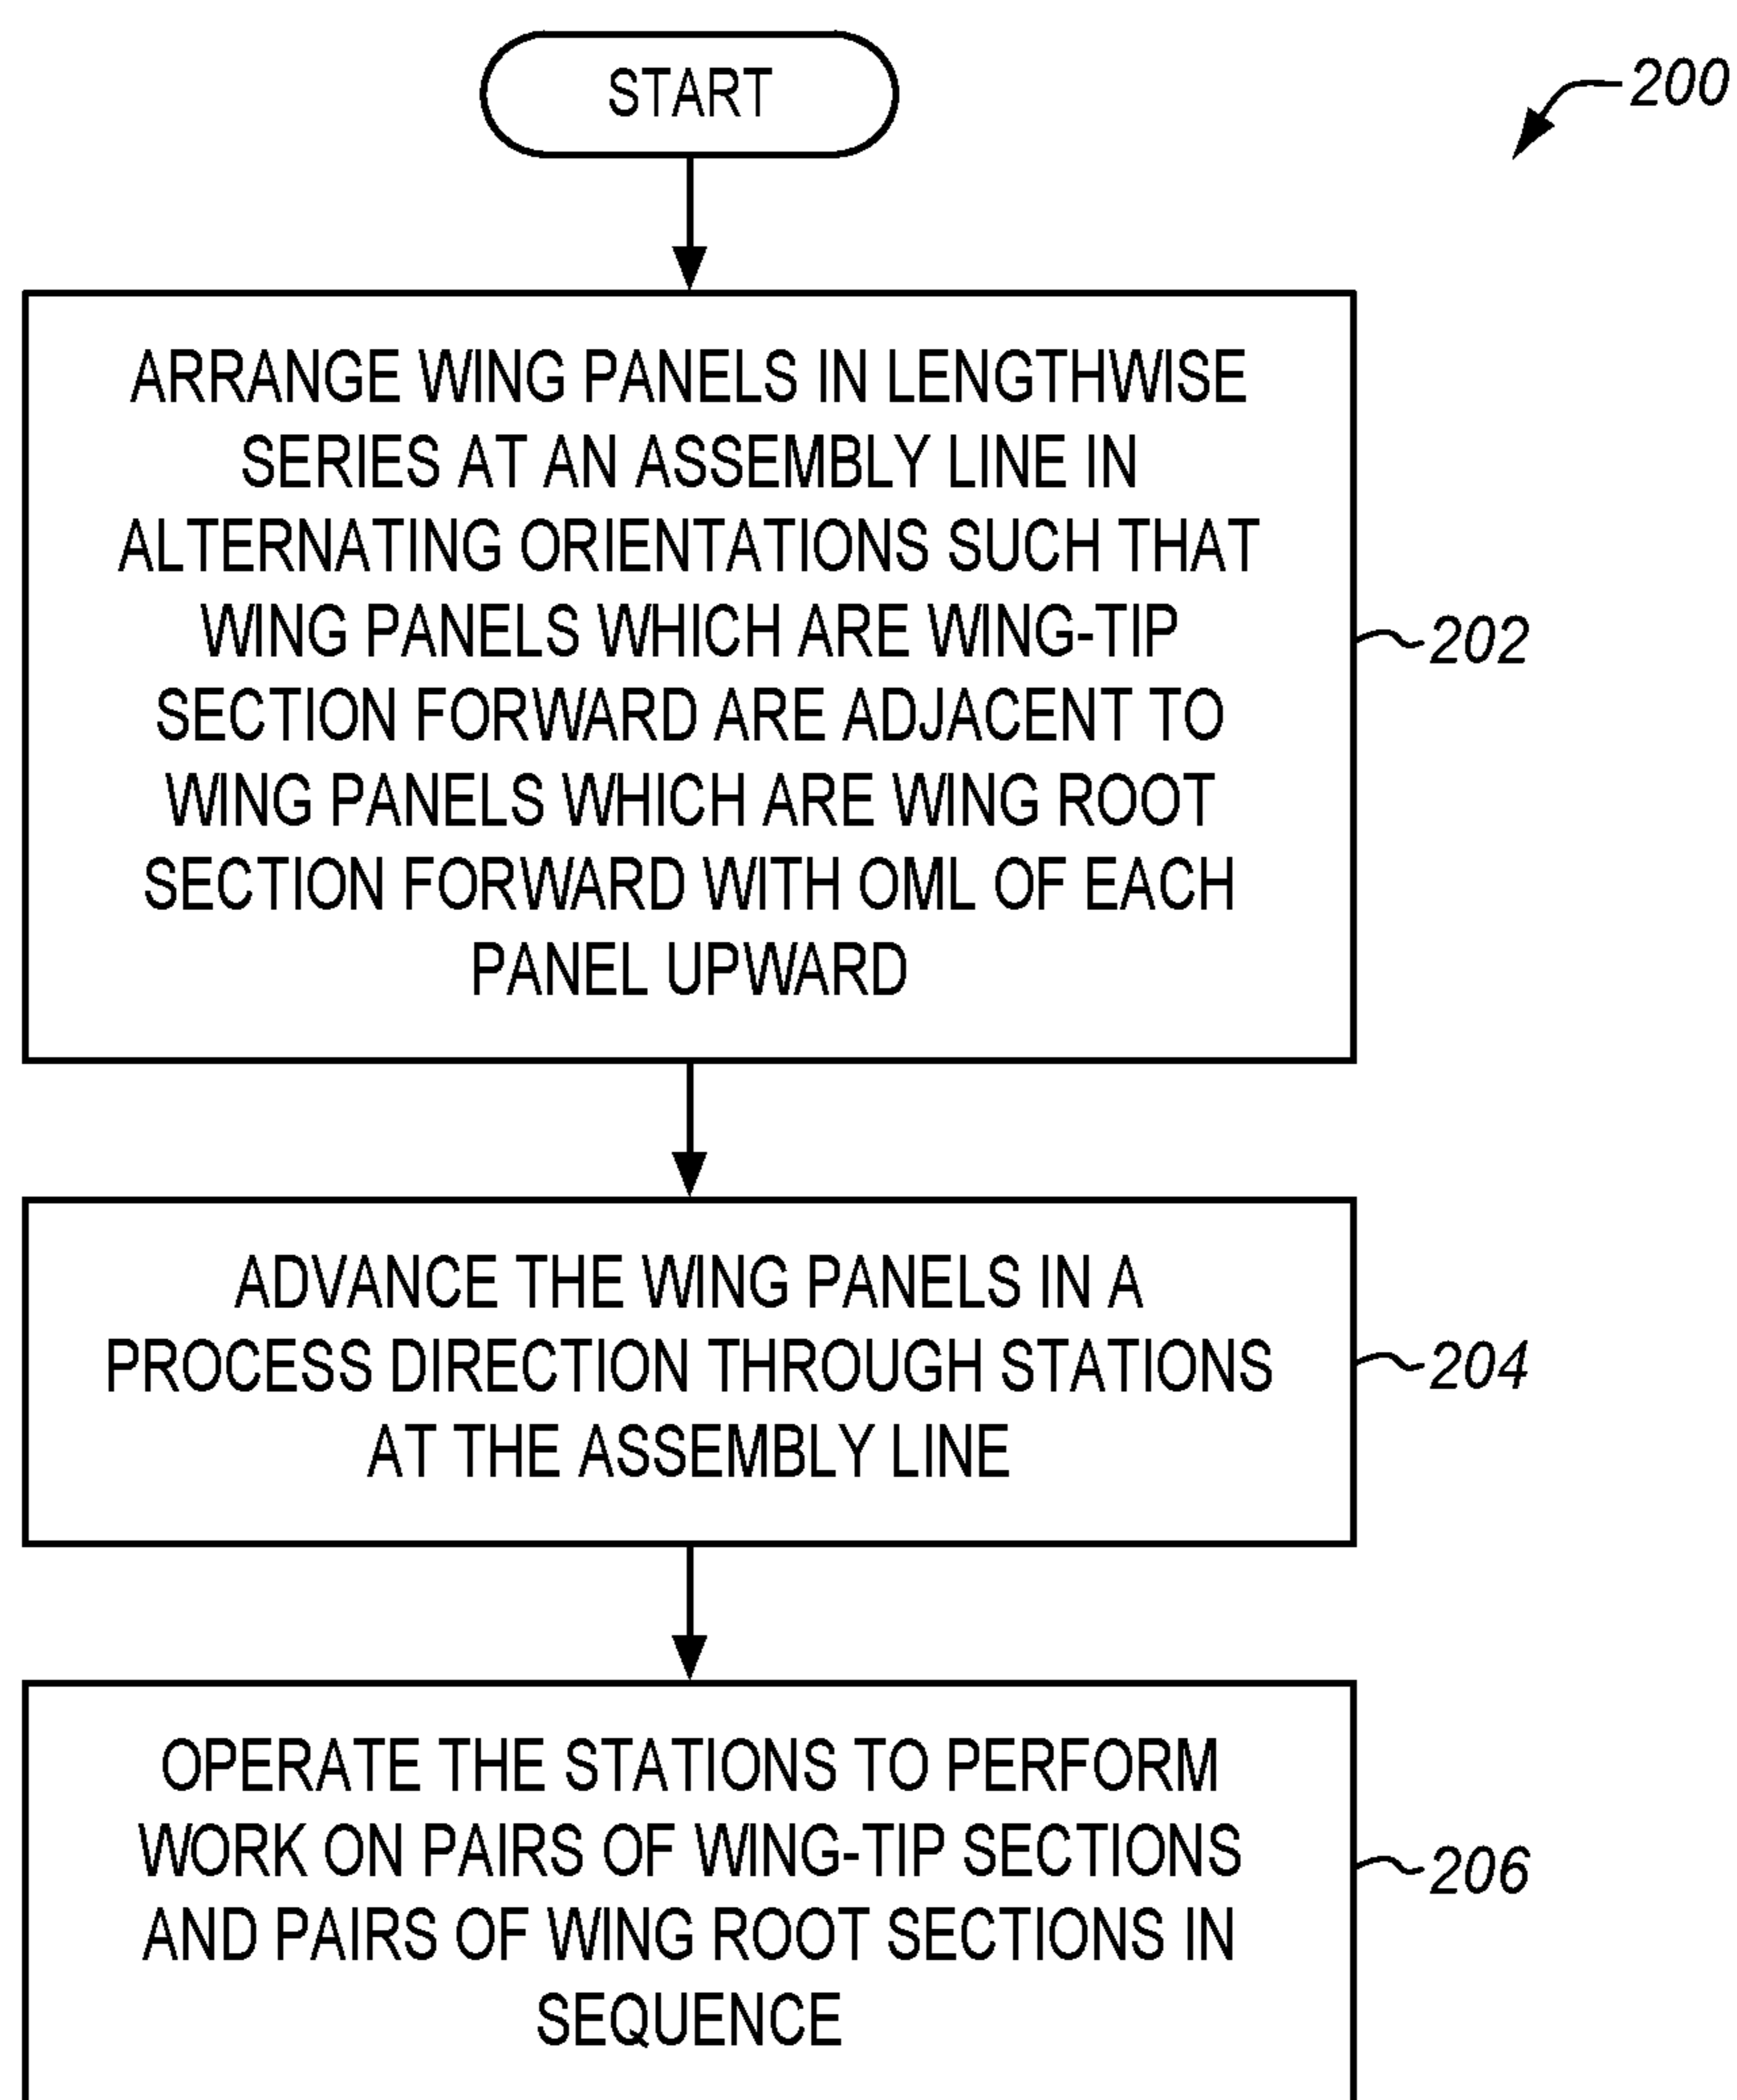 START
200
ARRANGE WING PANELS IN LENGTHWISE
SERIES AT AN ASSEMBLY LINE IN
ALTERNATING ORIENTATIONS SUCH THAT
WING PANELS WHICH ARE WING-TIP
SECTION FORWARD ARE ADJACENT TO
WING PANELS WHICH ARE WING ROOT
SECTION FORWARD WITH OML OF EACH
PANEL UPWARD
202
ADVANCE THE WING PANELS IN A
PROCESS DIRECTION THROUGH STATIONS
AT THE ASSEMBLY LINE
204
OPERATE THE STATIONS TO PERFORM
WORK ON PAIRS OF WING-TIP SECTIONS
AND PAIRS OF WING ROOT SECTIONS IN
SEQUENCE
206